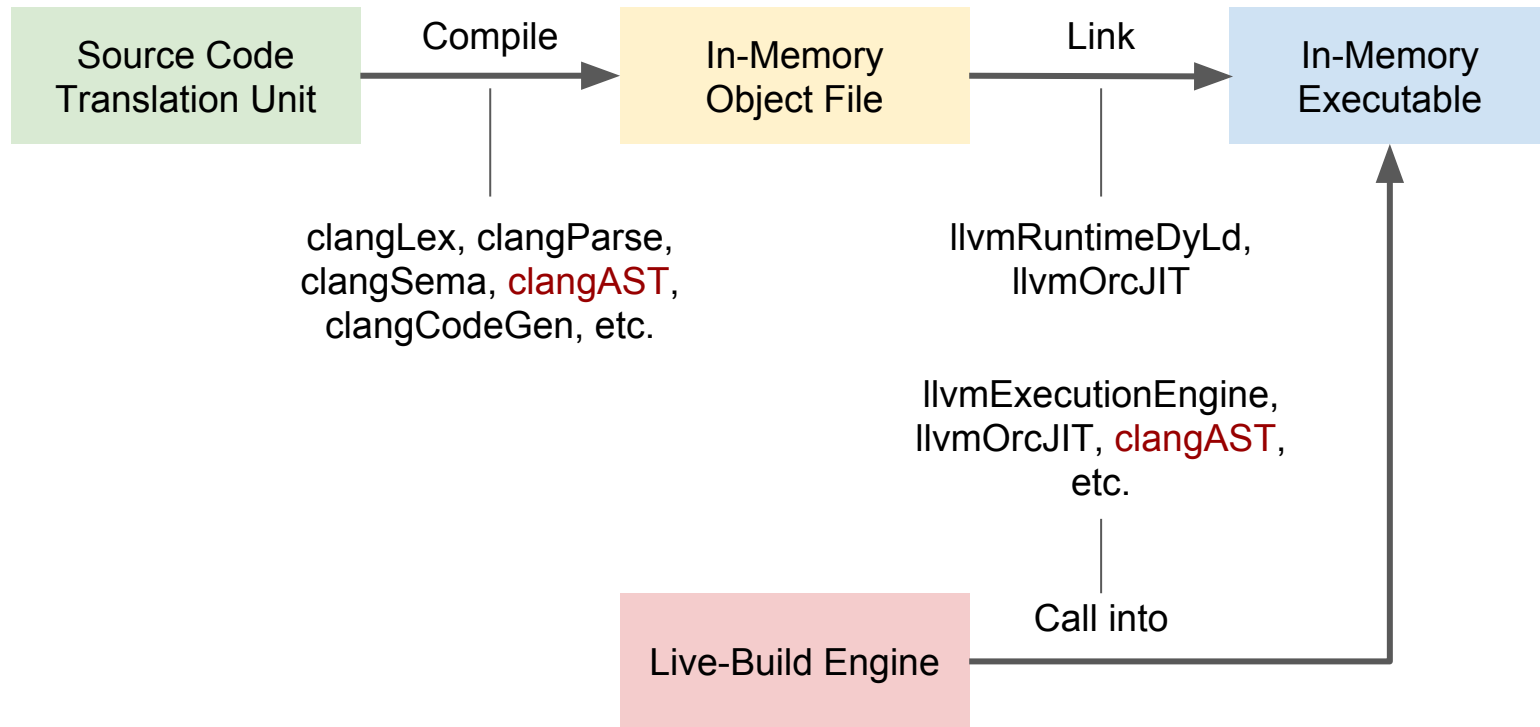 Source Code
Translation Unit
Compile
In-Memory
Object File
Link
In-Memory
Executable
clangLex, clangParse,
clangSema, clangAST,
clangCodeGen, etc.
llvmRuntimeDyLd,
llvmOrcJIT
llvmExecutionEngine,
llvmOrcJIT, clangAST,
etc.
Live-Build Engine
Call into